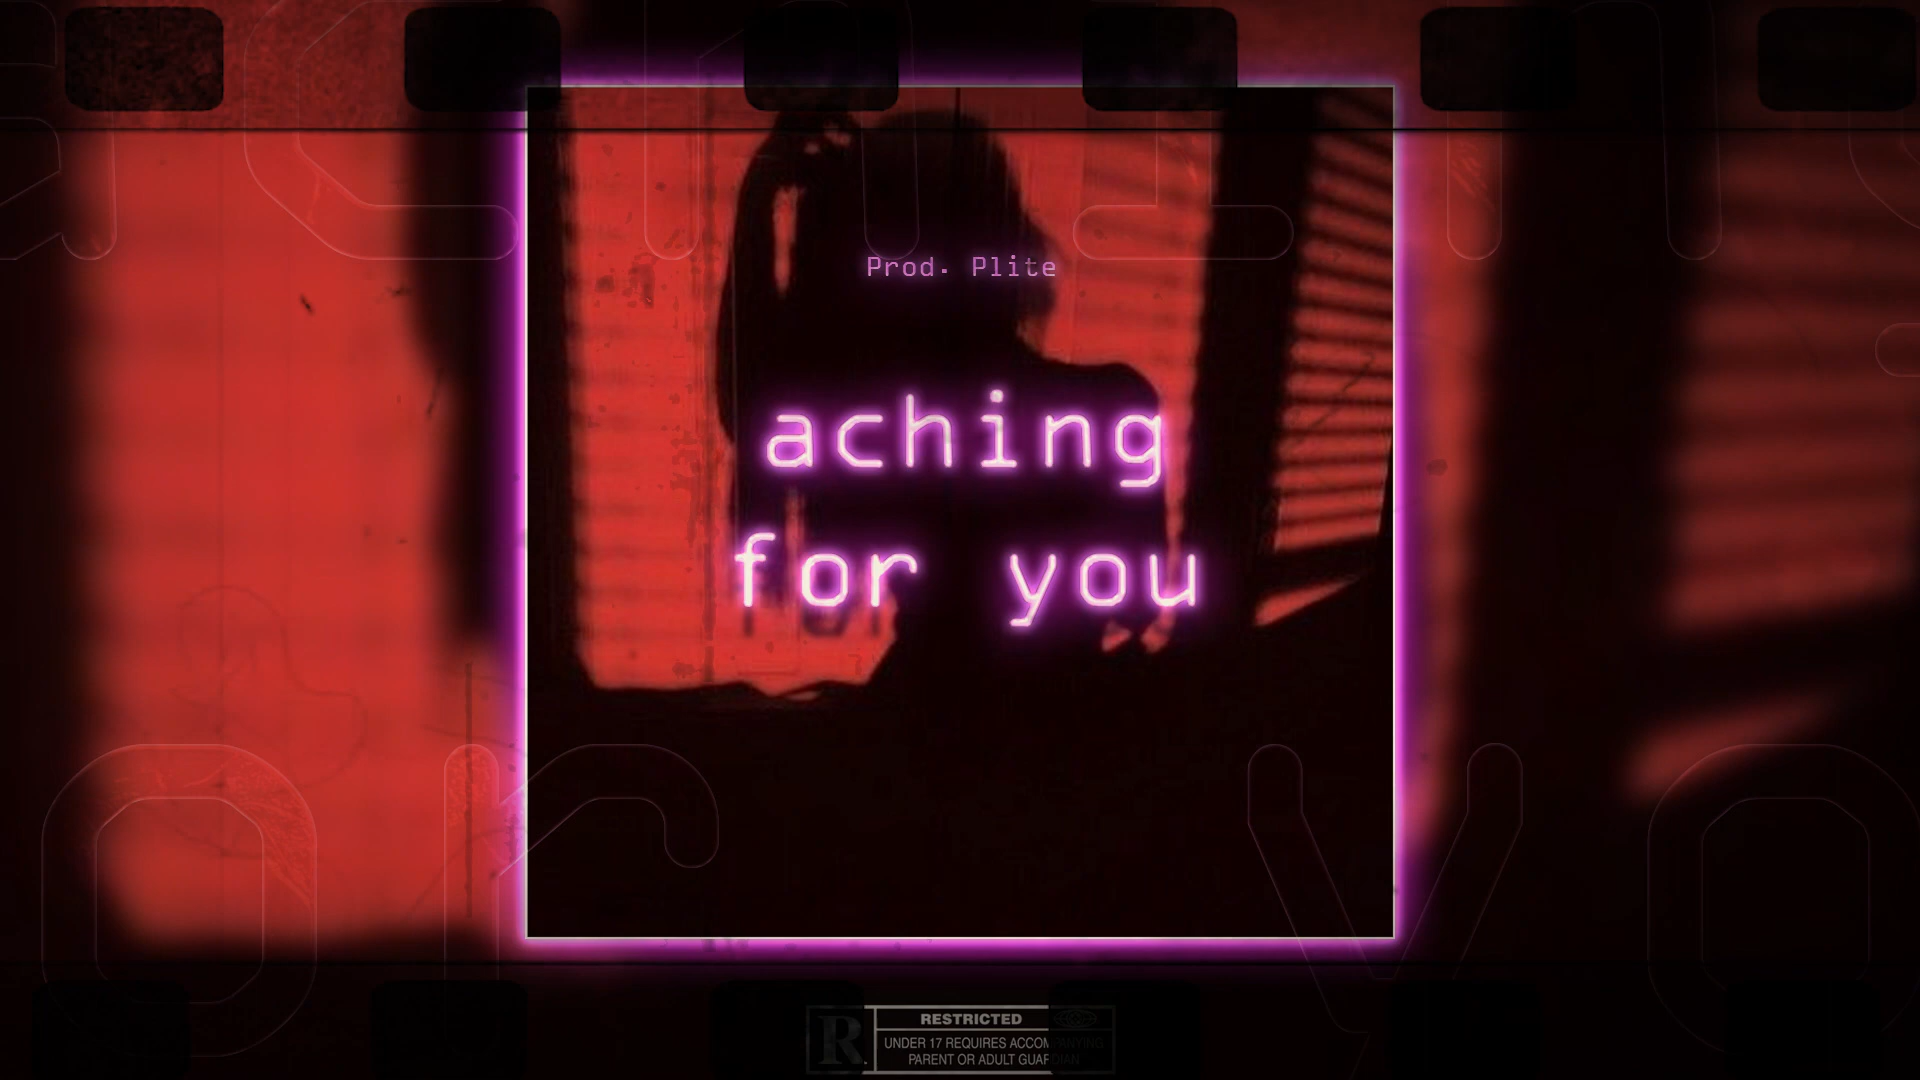 Prod. Plite
aching
for you
R
RESTRICTED
UNDER 17 REQUIRES ACCOMPANYING
PARENT OR ADULT GUARDIAN